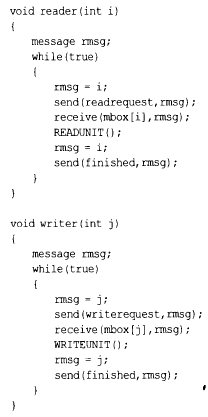 void reader(int i)
{
message rmsg;
while(true)
{
rmsg = i;
send(readrequest,rmsg);
receive(mbox[i],rmsg);
READUNIT();
rmsg = i;
send(finished,rmsg);
}
}
void writer(int j)
{
message rmsg;
while(true)
{
rmsg = j;
send(writerequest,rmsg);
receive(mbox[j],rmsg);
WRITEUNIT();
rmsg = j;
send(finished,rmsg);
}
}